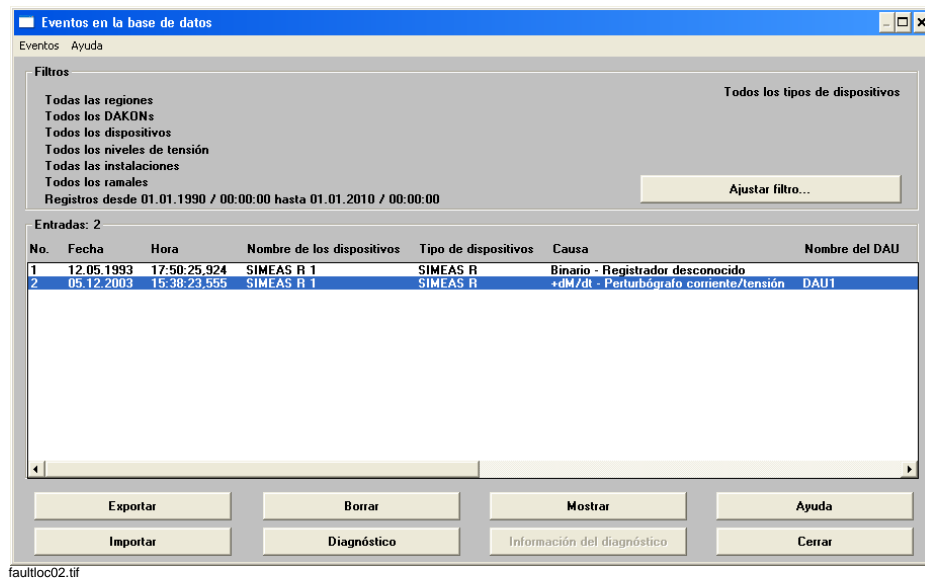 Eventos en la base de datos
Eventos Ayuda
Filtros
Todos los tipos de dispositivos
Todas las regiones
Todos los DAKONs
Todos los dispositivos
Todos los niveles de tensión
Todas las instalaciones
Todos los ramales
Registros desde 01.01.1990 / 00:00:00 hasta 01.01.2010 / 00:00:00
Ajustar filtro...
Entradas: 2
No. Fecha Hora Nombre de los dispositivos Tipo de dispositivos Causa Nombre del DAU
1 12.05.1993 17:50:25,924 SIMEAS R 1 SIMEAS R Binario - Registrador desconocido
2 05.12.2003 15:38:23,555 SIMEAS R 1 SIMEAS R +dM/dt - Perturbógrafo corriente/tensión DAU1
Exportar Borrar Mostrar Ayuda
Importar Diagnóstico Información del diagnóstico Cerrar
faultloc02.tif